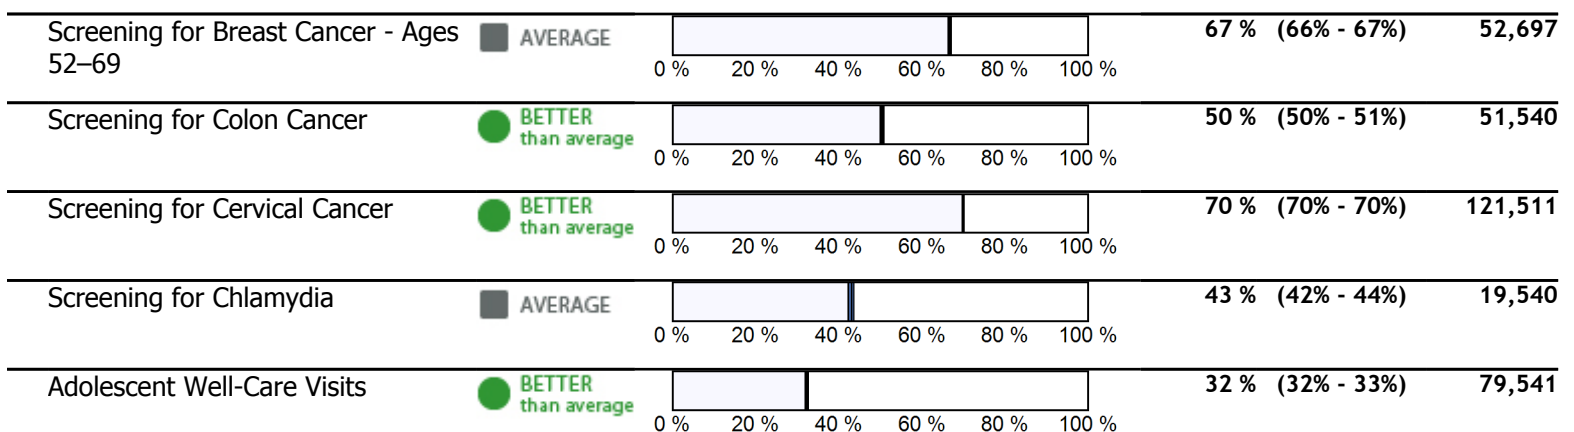 Screening for Breast Cancer - Ages 52–69
AVERAGE
0 % 20 % 40 % 60 % 80 % 100 %
67 % (66% - 67%) 52,697
Screening for Colon Cancer
BETTER
than average
0 % 20 % 40 % 60 % 80 % 100 %
50 % (50% - 51%) 51,540
Screening for Cervical Cancer
BETTER
than average
0 % 20 % 40 % 60 % 80 % 100 %
70 % (70% - 70%) 121,511
Screening for Chlamydia
AVERAGE
0 % 20 % 40 % 60 % 80 % 100 %
43 % (42% - 44%) 19,540
Adolescent Well-Care Visits
BETTER
than average
0 % 20 % 40 % 60 % 80 % 100 %
32 % (32% - 33%) 79,541